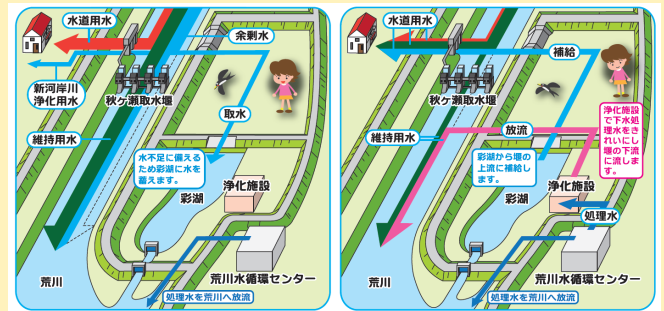 水道用水
余剰水
新河岸川
浄化用水
秋ヶ瀬取水堰
取水
維持用水
水不足に備える
ため彩湖に水を
蓄えます。
浄化施設
彩湖
荒川
荒川水循環センター
処理水を荒川へ放流
水道用水
補給
秋ヶ瀬取水堰
浄化施設
で下水処
理水をき
れいにし
堰の下流
に流しま
す。
放流
維持用水
彩湖から堰の
上流に補給し
ます。
浄化施設
彩湖
処理水
荒川
荒川水循環センター
処理水を荒川へ放流